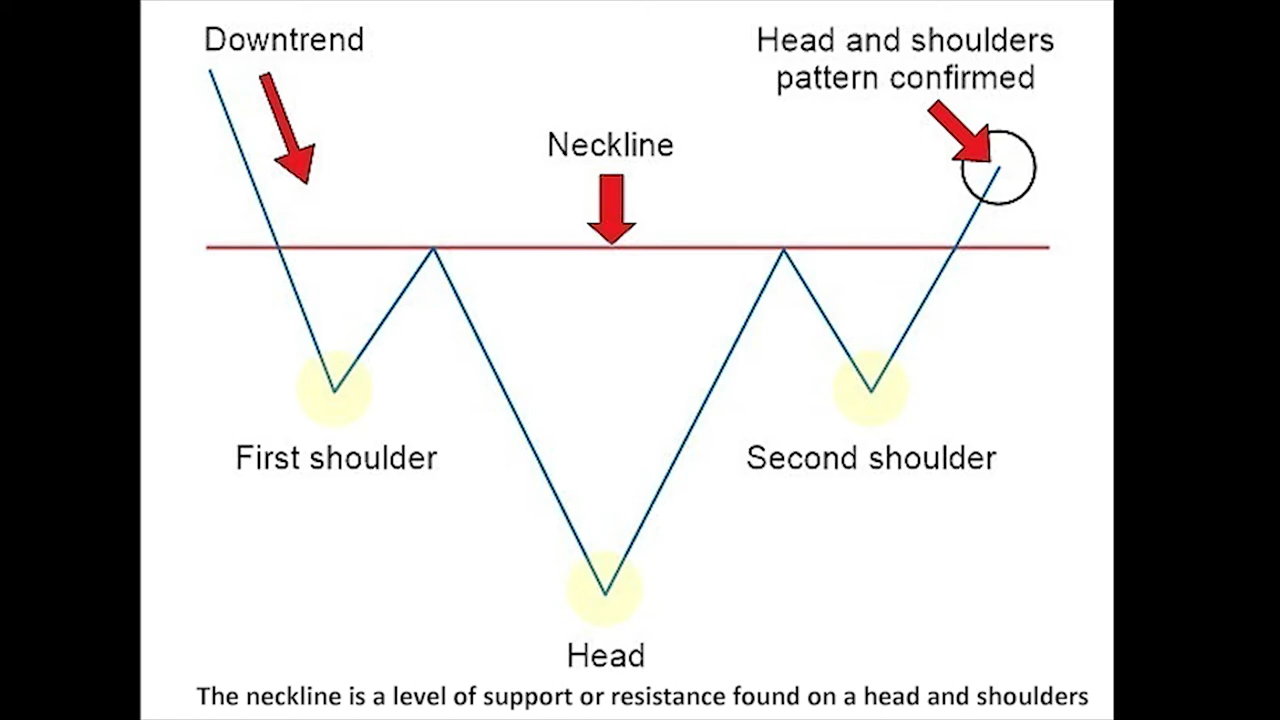 Downtrend
Head and shoulders
pattern confirmed
Neckline
First shoulder
Second shoulder
Head
The neckline is a level of support or resistance found on a head and shoulders